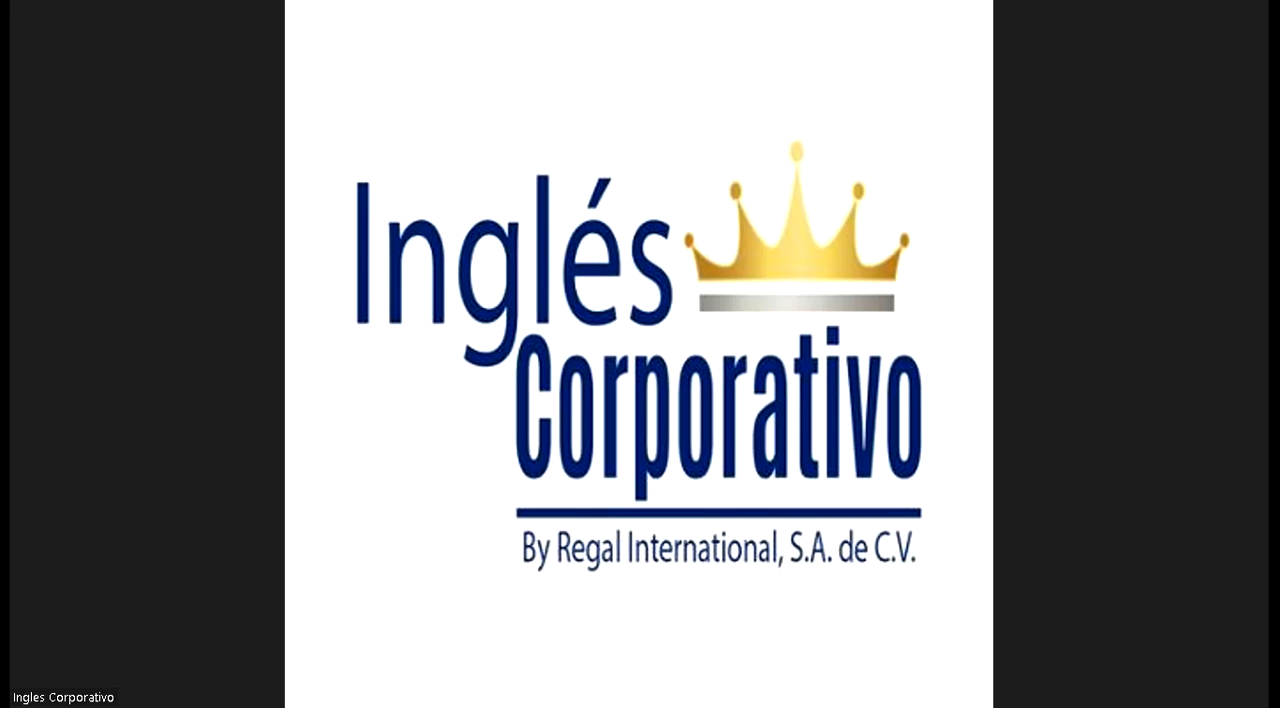 Inglés
Corporativo
By Regal International, S.A. de C.V.
Ingles Corporativo